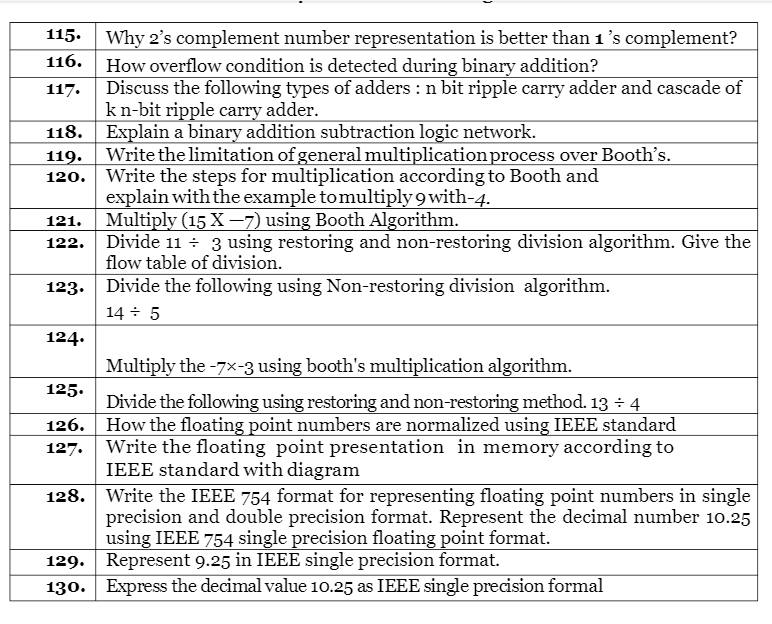 115. Why 2's complement number representation is better than 1 's complement?
116. How overflow condition is detected during binary addition?
117. Discuss the following types of adders : n bit ripple carry adder and cascade of
k n-bit ripple carry adder.
118. Explain a binary addition subtraction logic network.
119. Write the limitation of general multiplication process over Booth's.
120. Write the steps for multiplication according to Booth and
explain with the example to multiply 9 with-4.
121. Multiply (15 X —7) using Booth Algorithm.
122. Divide 11 ÷ 3 using restoring and non-restoring division algorithm. Give the
flow table of division.
123. Divide the following using Non-restoring division algorithm.
14 ÷ 5
124.
Multiply the -7×-3 using booth's multiplication algorithm.
125.
Divide the following using restoring and non-restoring method. 13 ÷ 4
126. How the floating point numbers are normalized using IEEE standard
127. Write the floating point presentation in memory according to
IEEE standard with diagram
128. Write the IEEE 754 format for representing floating point numbers in single
precision and double precision format. Represent the decimal number 10.25
using IEEE 754 single precision floating point format.
129. Represent 9.25 in IEEE single precision format.
130. Express the decimal value 10.25 as IEEE single precision formal